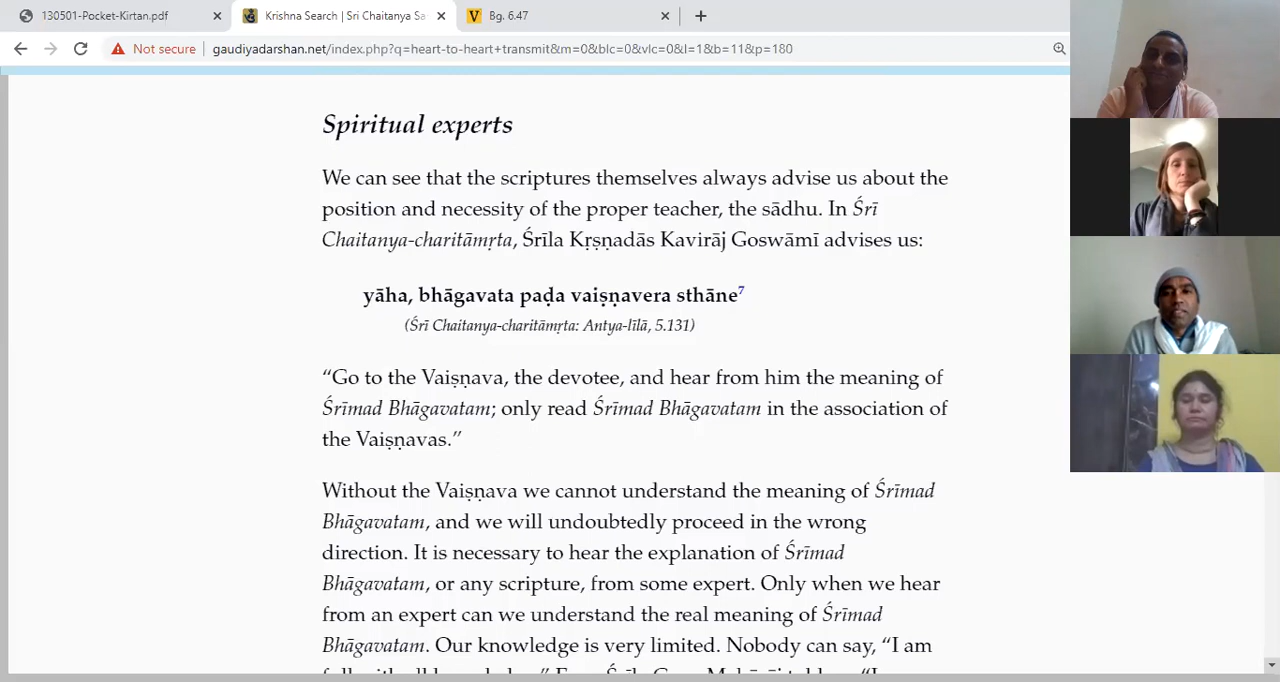 130501-Pocket-Kirtan.pdf
Krishna Search | Sri Chaitanya Sa
Bg. 6.47
Not secure
gaudiyadarshan.net/index.php?q=heart-to-heart+transmit&m=0&blc=0&vlc=0&l=1&b=11&p=180
Spiritual experts
We can see that the scriptures themselves always advise us about the
position and necessity of the proper teacher, the sādhu. In Śrī
Chaitanya-charitāmṛta, Śrīla Kṛṣṇadās Kavirāj Goswāmī advises us:
yāha, bhāgavata paḍa vaiṣṇavera sthāne7
(Śrī Chaitanya-charitāmṛta: Antya-līlā, 5.131)
“Go to the Vaiṣṇava, the devotee, and hear from him the meaning of
Śrīmad Bhāgavatam; only read Śrīmad Bhāgavatam in the association of
the Vaiṣṇavas.”
Without the Vaiṣṇava we cannot understand the meaning of Śrīmad
Bhāgavatam, and we will undoubtedly proceed in the wrong
direction. It is necessary to hear the explanation of Śrīmad
Bhāgavatam, or any scripture, from some expert. Only when we hear
from an expert can we understand the real meaning of Śrīmad
Bhāgavatam. Our knowledge is very limited. Nobody can say, “I am